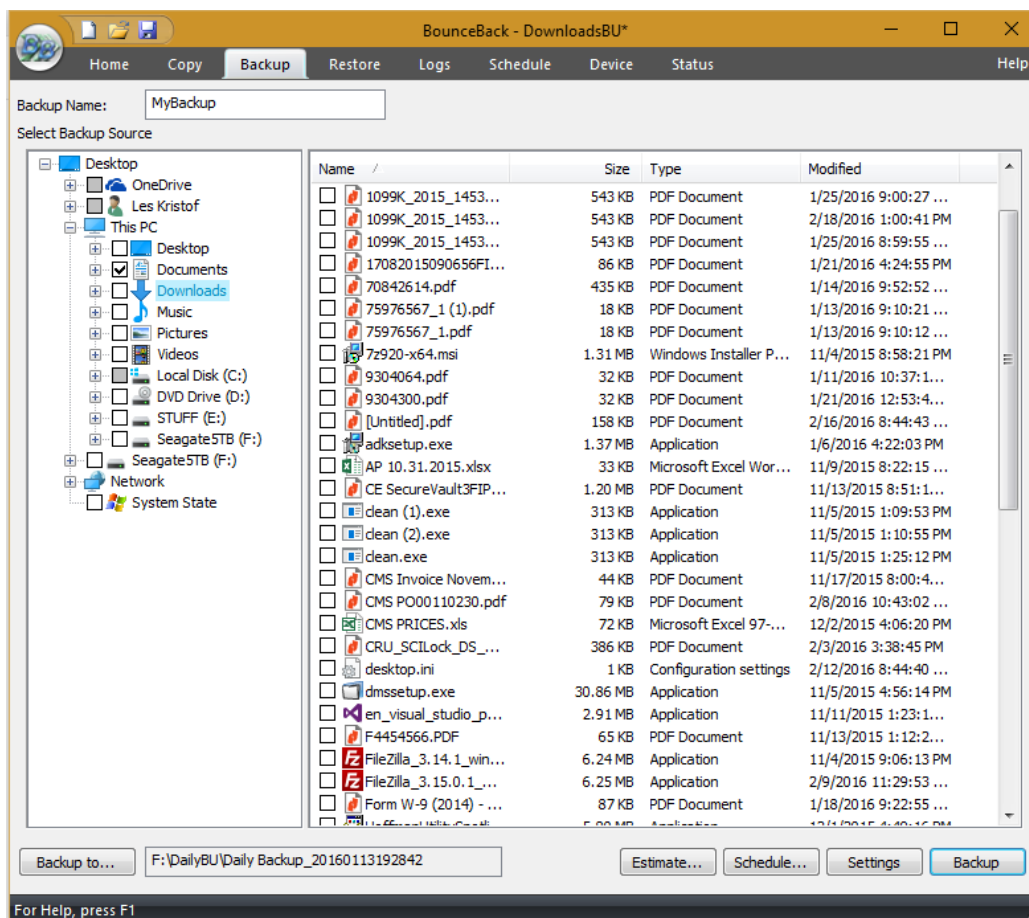 BounceBack - DownloadsBU*
Home Copy Backup Restore Logs Schedule Device Status Help
Backup Name: MyBackup
Select Backup Source
Desktop
OneDrive
Les Kristof
This PC
Desktop
Documents
Downloads
Music
Pictures
Videos
Local Disk (C:)
DVD Drive (D:)
STUFF (E:)
Seagate5TB (F:)
Seagate5TB (F:)
Network
System State
Name Size Type Modified
1099K_2015_1453... 543 KB PDF Document 1/25/2016 9:00:27 ...
1099K_2015_1453... 543 KB PDF Document 2/18/2016 1:00:41 PM
1099K_2015_1453... 543 KB PDF Document 1/25/2016 8:59:55 ...
17082015090656FI... 86 KB PDF Document 1/21/2016 4:24:55 PM
70842614.pdf 435 KB PDF Document 1/14/2016 9:52:52 ...
75976567_1 (1).pdf 18 KB PDF Document 1/13/2016 9:10:21 ...
75976567_1.pdf 18 KB PDF Document 1/13/2016 9:10:12 ...
7z920-x64.msi 1.31 MB Windows Installer P... 11/4/2015 8:58:21 PM
9304064.pdf 32 KB PDF Document 1/11/2016 10:37:1...
9304300.pdf 32 KB PDF Document 1/21/2016 12:53:4...
[Untitled].pdf 158 KB PDF Document 2/16/2016 8:44:43 ...
adksetup.exe 1.37 MB Application 1/6/2016 4:22:03 PM
AP 10.31.2015.xlsx 33 KB Microsoft Excel Wor... 11/9/2015 8:22:15 ...
CE SecureVault3FIP... 1.20 MB PDF Document 11/13/2015 8:51:1...
clean (1).exe 313 KB Application 11/5/2015 1:09:53 PM
clean (2).exe 313 KB Application 11/5/2015 1:10:55 PM
clean.exe 313 KB Application 11/5/2015 1:25:12 PM
CMS Invoice Novem... 44 KB PDF Document 11/17/2015 8:00:4...
CMS PO00110230.pdf 79 KB PDF Document 2/8/2016 10:43:02 ...
CMS PRICES.xls 72 KB Microsoft Excel 97-... 12/2/2015 4:06:20 PM
CRU_SCILock_DS_... 386 KB PDF Document 2/3/2016 3:38:45 PM
desktop.ini 1 KB Configuration settings 2/12/2016 8:44:40 ...
dmssetup.exe 30.86 MB Application 11/5/2015 4:56:14 PM
en_visual_studio_p... 2.91 MB Application 11/11/2015 1:23:1...
F4454566.PDF 65 KB PDF Document 11/13/2015 1:12:2...
FileZilla_3.14.1_win... 6.24 MB Application 11/4/2015 9:06:13 PM
FileZilla_3.15.0.1_... 6.25 MB Application 2/9/2016 11:29:53 ...
Form W-9 (2014) - ... 87 KB PDF Document 1/18/2016 9:22:55 ...
Backup to... F:\DailyBU\Daily Backup_20160113192842 Estimate... Schedule... Settings Backup
For Help, press F1